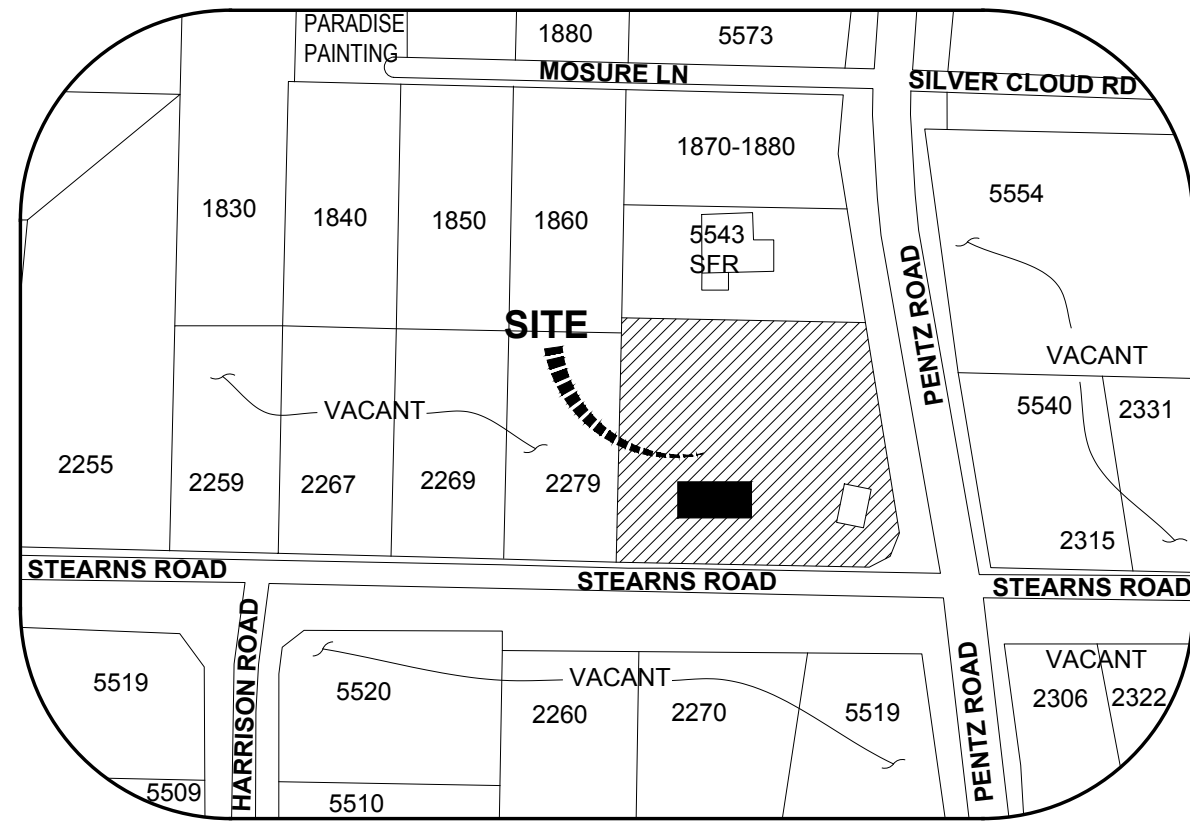 PARADISE
PAINTING
1880
5573
MOSURE LN
SILVER CLOUD RD
1870-1880
5554
1830
1840
1850
1860
5543
SFR
PENTZ ROAD
SITE
VACANT
VACANT
5540
2331
2255
2259
2267
2269
2279
2315
STEARNS ROAD
STEARNS ROAD
STEARNS ROAD
HARRISON ROAD
PENTZ ROAD
VACANT
VACANT
5519
5520
2260
2270
5519
2306
2322
5509
5510